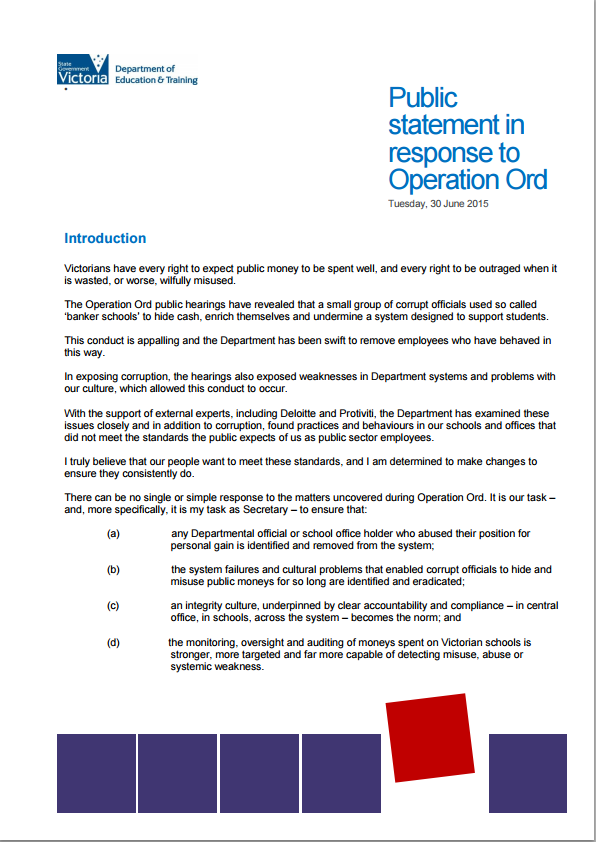 State
Government
Victoria
Department of
Education & Training
Public
statement in
response to
Operation Ord
Tuesday, 30 June 2015
Introduction
Victorians have every right to expect public money to be spent well, and every right to be outraged when it
is wasted, or worse, wilfully misused.
The Operation Ord public hearings have revealed that a small group of corrupt officials used so called
‘banker schools’ to hide cash, enrich themselves and undermine a system designed to support students.
This conduct is appalling and the Department has been swift to remove employees who have behaved in
this way.
In exposing corruption, the hearings also exposed weaknesses in Department systems and problems with
our culture, which allowed this conduct to occur.
With the support of external experts, including Deloitte and Protiviti, the Department has examined these
issues closely and in addition to corruption, found practices and behaviours in our schools and offices that
did not meet the standards the public expects of us as public sector employees.
I truly believe that our people want to meet these standards, and I am determined to make changes to
ensure they consistently do.
There can be no single or simple response to the matters uncovered during Operation Ord. It is our task –
and, more specifically, it is my task as Secretary – to ensure that:
(a) any Departmental official or school office holder who abused their position for
personal gain is identified and removed from the system;
(b) the system failures and cultural problems that enabled corrupt officials to hide and
misuse public moneys for so long are identified and eradicated;
(c) an integrity culture, underpinned by clear accountability and compliance – in central
office, in schools, across the system – becomes the norm; and
(d) the monitoring, oversight and auditing of moneys spent on Victorian schools is
stronger, more targeted and far more capable of detecting misuse, abuse or
systemic weakness.